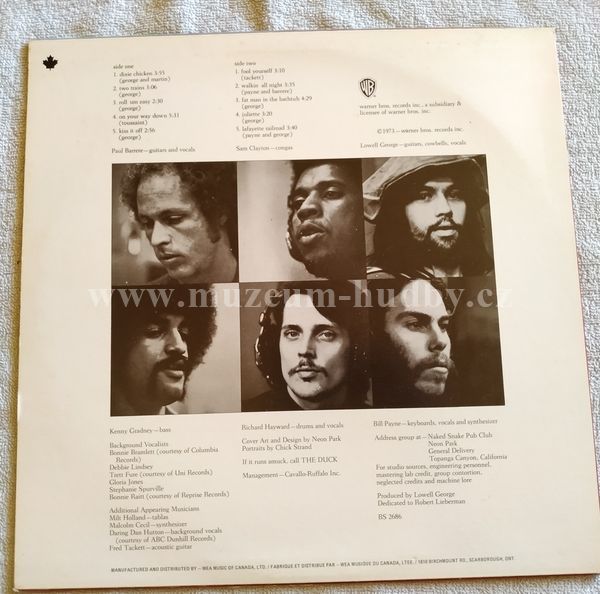 side one
1. dixie chicken 3:55
(george and martin)
2. two trains 3:06
(george)
3. roll um easy 2:30
(george)
4. on your way down 5:31
(toussaint)
5. kiss it off 2:56
(george)
side two
1. fool yourself 3:10
(tackett)
2. walkin all night 3:35
(payne and barrere)
3. fat man in the bathtub 4:29
(george)
4. juliette 3:20
(george)
5. lafayette railroad 3:40
(payne and george)
WB
warner bros. records inc., a subsidiary &
licensee of warner bros. inc.
©1973—warner bros. records inc.
Paul Barrere—guitars and vocals
Sam Clayton—congas
Lowell George—guitars, cowbells, vocals
www.muzeum-hudby.cz
Kenny Gradney—bass
Richard Hayward—drums and vocals
Bill Payne—keyboards, vocals and synthesizer
Background Vocalists
Bonnie Bramlett (courtesy of Columbia
Records)
Debbie Lindsey
Trett Fure (courtesy of Uni Records)
Gloria Jones
Stephanie Spurville
Bonnie Raitt (courtesy of Reprise Records)
Additional Appearing Musicians
Milt Holland—tablas
Malcolm Cecil—synthesizer
Daring Dan Hutton—background vocals
(courtesy of ABC Dunhill Records)
Fred Tackett—acoustic guitar
Cover Art and Design by Neon Park
Portraits by Chick Strand
If it runs amuck, call THE DUCK
Management—Cavallo-Ruffalo Inc.
Address group at—Naked Snake Pub Club
Neon Park
General Delivery
Topanga Canyon, California
For studio sources, engineering personnel,
mastering lab credit, group contortion,
neglected credits and machine lore
Produced by Lowell George
Dedicated to Robert Lieberman
BS 2686
MANUFACTURED AND DISTRIBUTED BY – WEA MUSIC OF CANADA, LTD. / FABRIQUE ET DISTRIBUE PAR – WEA MUSIQUE DU CANADA, LTEE. / 1810 BIRCHMOUNT RD., SCARBOROUGH, ONT.